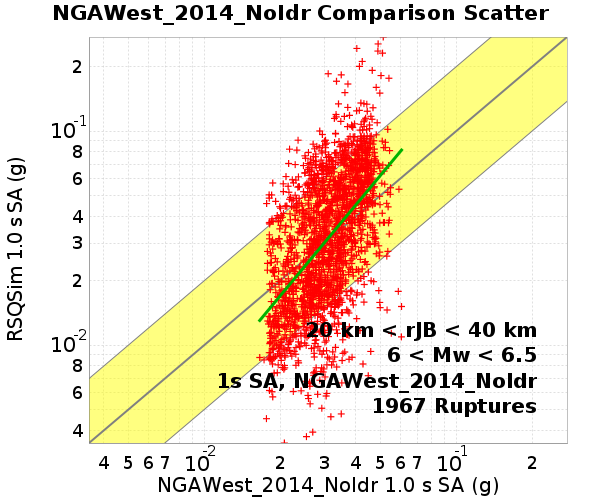 NGAWest_2014_NoIdr Comparison Scatter
RSQSim 1.0 s SA (g)
2
10⁻¹
8
6
4
3
2
10⁻²
8
6
4
20 km < rJB < 40 km
6 < Mw < 6.5
1s SA, NGAWest_2014_NoIdr
1967 Ruptures
4 5 6 7 10⁻² 2 3 4 5 6 7 10⁻¹ 2
NGAWest_2014_NoIdr 1.0 s SA (g)